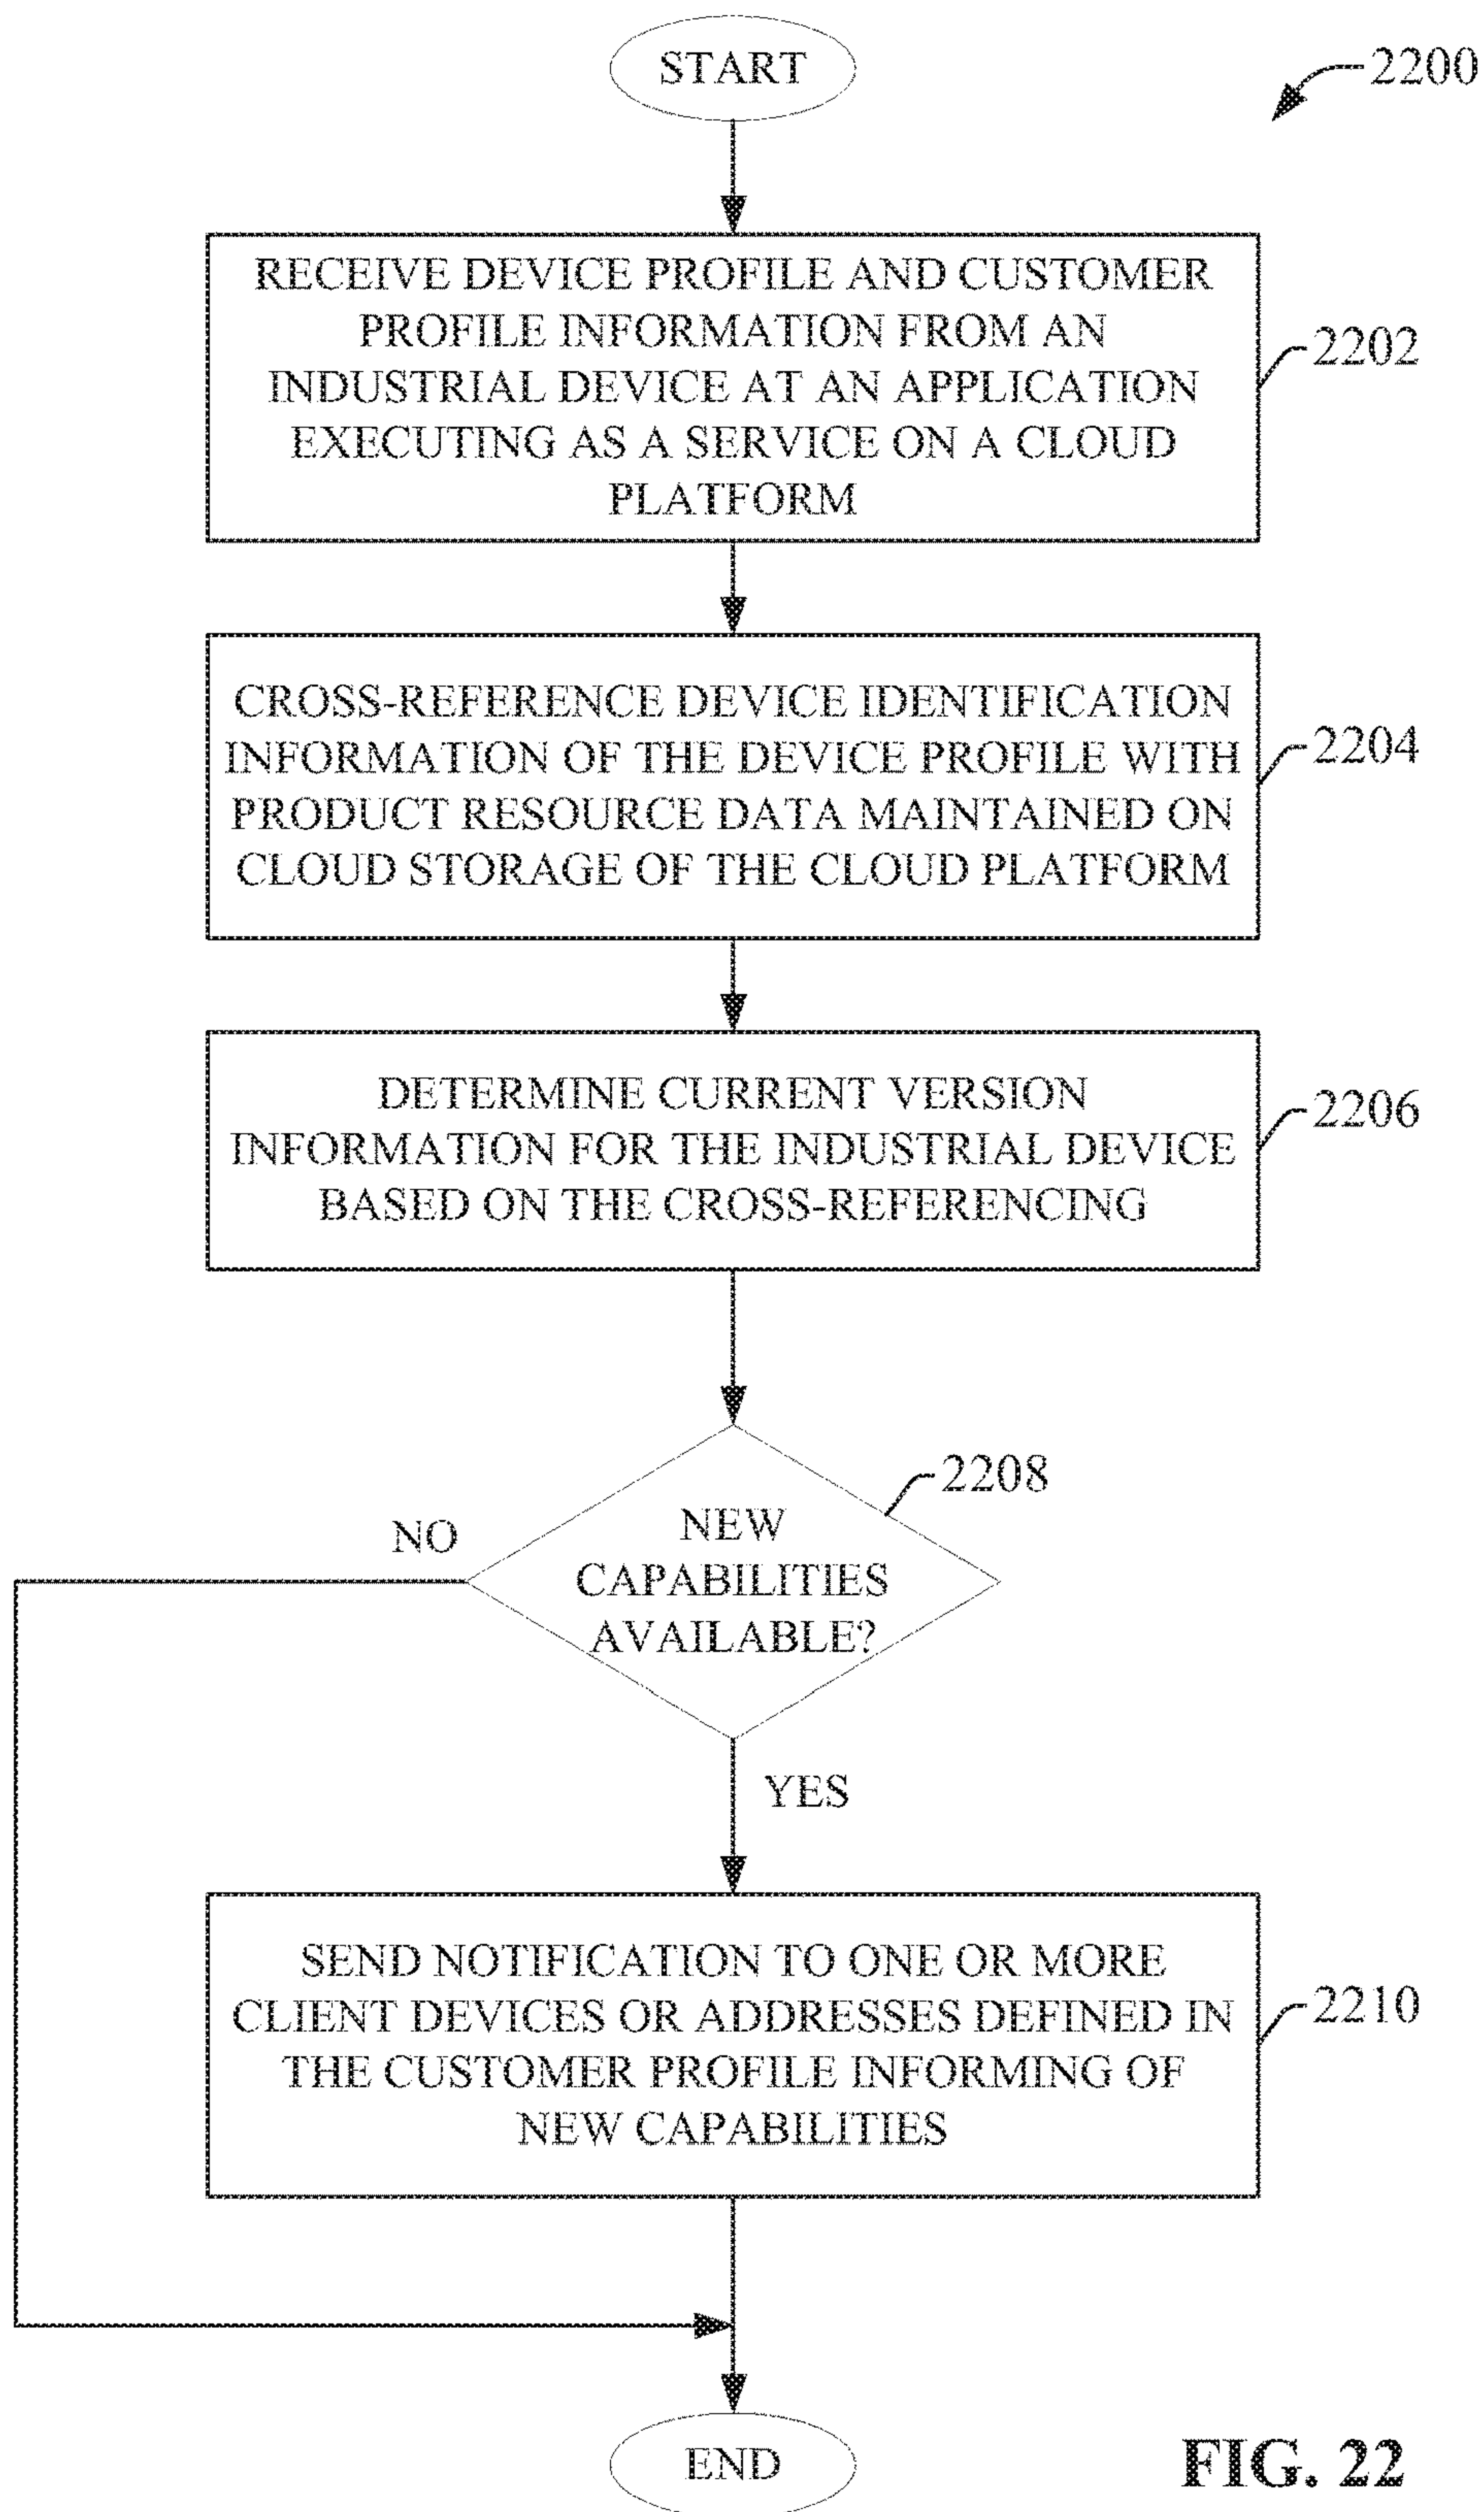 START
2200
RECEIVE DEVICE PROFILE AND CUSTOMER
PROFILE INFORMATION FROM AN
INDUSTRIAL DEVICE AT AN APPLICATION
EXECUTING AS A SERVICE ON A CLOUD
PLATFORM
2202
CROSS-REFERENCE DEVICE IDENTIFICATION
INFORMATION OF THE DEVICE PROFILE WITH
PRODUCT RESOURCE DATA MAINTAINED ON
CLOUD STORAGE OF THE CLOUD PLATFORM
2204
DETERMINE CURRENT VERSION
INFORMATION FOR THE INDUSTRIAL DEVICE
BASED ON THE CROSS-REFERENCING
2206
2208
NO
NEW
CAPABILITIES
AVAILABLE?
YES
SEND NOTIFICATION TO ONE OR MORE
CLIENT DEVICES OR ADDRESSES DEFINED IN
THE CUSTOMER PROFILE INFORMING OF
NEW CAPABILITIES
2210
END
FIG. 22